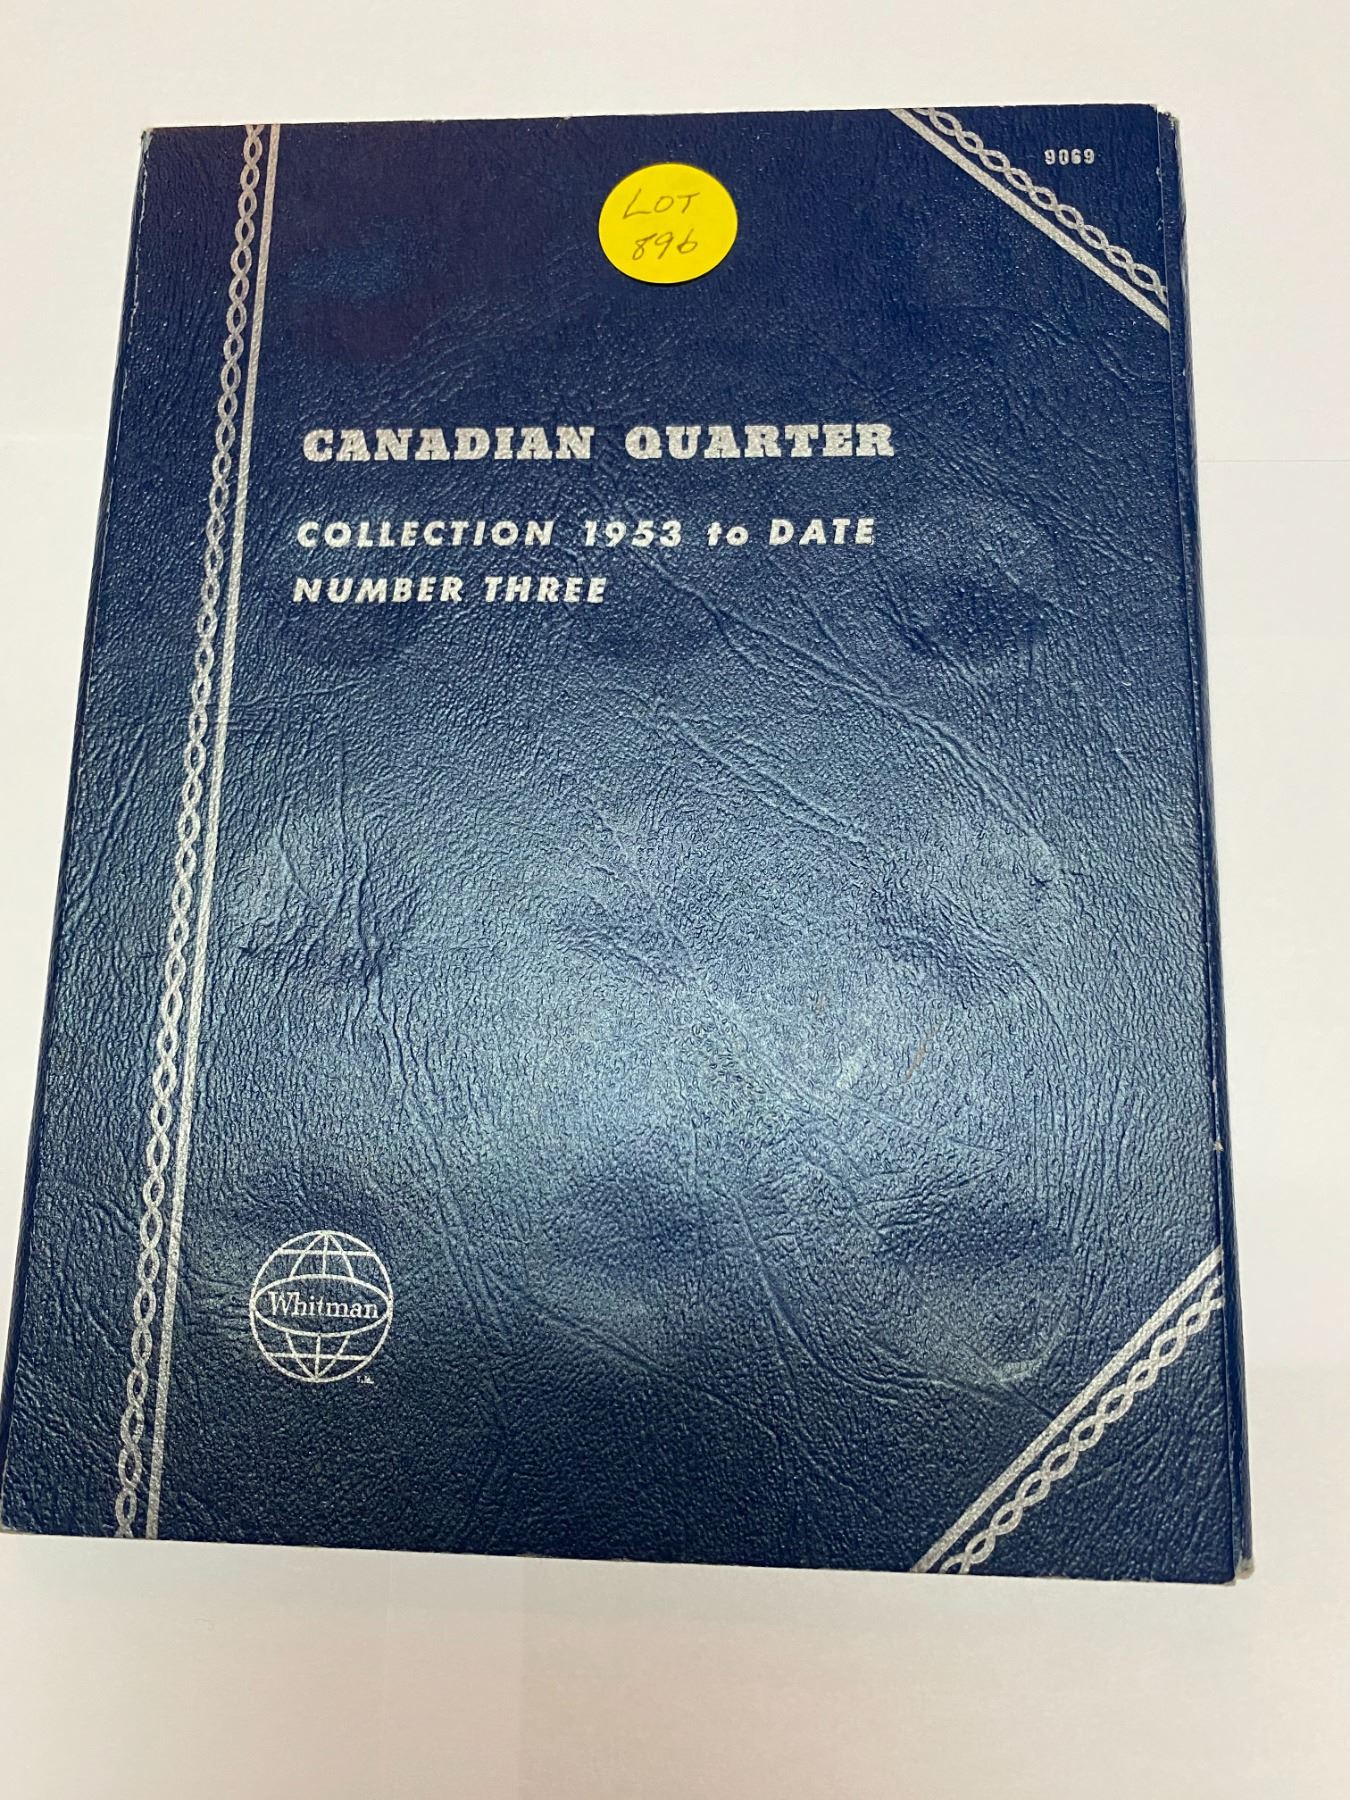 9069
LOT
896
CANADIAN QUARTER
COLLECTION 1953 to DATE
NUMBER THREE
Whitman